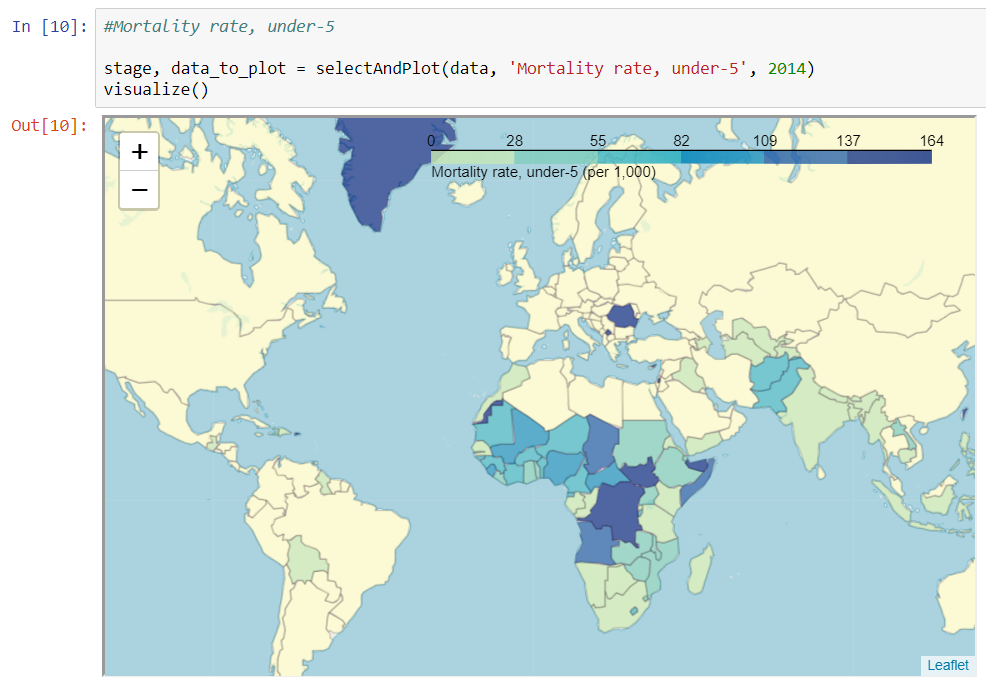 In [10]: #Mortality rate, under-5
stage, data_to_plot = selectAndPlot(data, 'Mortality rate, under-5', 2014)
visualize()
Out[10]:
+
−
0 28 55 82 109 137 164
Mortality rate, under-5 (per 1,000)
Leaflet